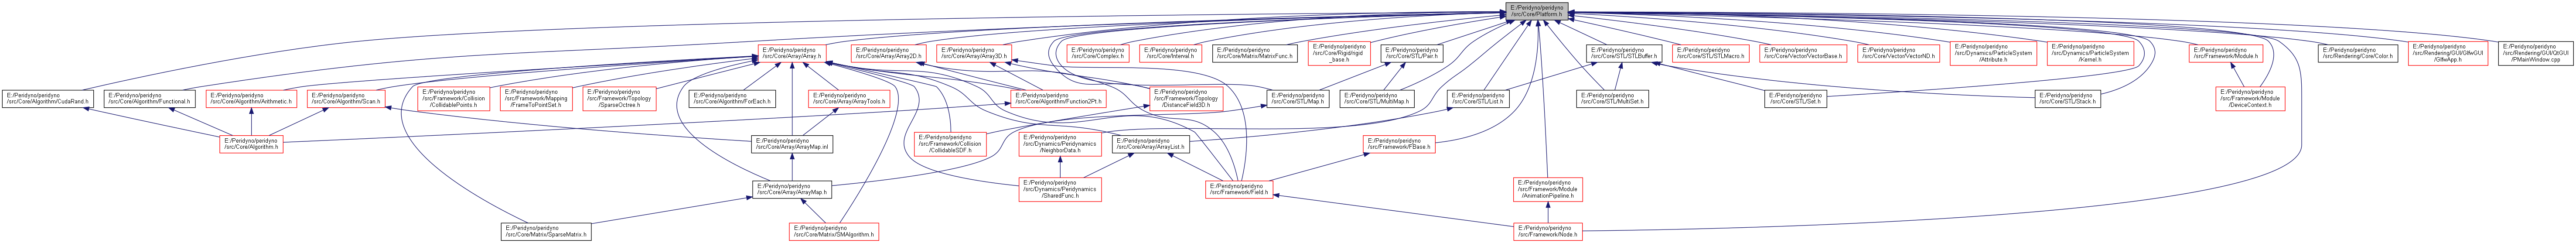 E:/Peridyno/peridyno
/src/Core/Platform.h
E:/Peridyno/peridyno
/src/Core/Array/Array.h
E:/Peridyno/peridyno
/src/Core/Array/Array2D.h
E:/Peridyno/peridyno
/src/Core/Array/Array3D.h
E:/Peridyno/peridyno
/src/Core/Complex.h
E:/Peridyno/peridyno
/src/Core/Interval.h
E:/Peridyno/peridyno
/src/Core/Matrix/MatrixFunc.h
E:/Peridyno/peridyno
/src/Core/Rigid/rigid
_base.h
E:/Peridyno/peridyno
/src/Core/STL/Pair.h
E:/Peridyno/peridyno
/src/Core/STL/STLBuffer.h
E:/Peridyno/peridyno
/src/Core/STL/STLMacro.h
E:/Peridyno/peridyno
/src/Core/Vector/VectorBase.h
E:/Peridyno/peridyno
/src/Core/Vector/VectorND.h
E:/Peridyno/peridyno
/src/Dynamics/ParticleSystem
/Attribute.h
E:/Peridyno/peridyno
/src/Dynamics/ParticleSystem
/Kernel.h
E:/Peridyno/peridyno
/src/Framework/Module.h
E:/Peridyno/peridyno
/src/Rendering/Core/Color.h
E:/Peridyno/peridyno
/src/Rendering/GUI/GlfwGUI
/GlfwApp.h
E:/Peridyno/peridyno
/src/Rendering/GUI/QtGUI
/PMainWindow.cpp
E:/Peridyno/peridyno
/src/Core/Algorithm/CudaRand.h
E:/Peridyno/peridyno
/src/Core/Algorithm/Functional.h
E:/Peridyno/peridyno
/src/Core/Algorithm/Arithmetic.h
E:/Peridyno/peridyno
/src/Core/Algorithm/Scan.h
E:/Peridyno/peridyno
/src/Framework/Collision
/CollidablePoints.h
E:/Peridyno/peridyno
/src/Framework/Mapping
/FrameToPointSet.h
E:/Peridyno/peridyno
/src/Framework/Topology
/SparseOctree.h
E:/Peridyno/peridyno
/src/Core/Algorithm/ForEach.h
E:/Peridyno/peridyno
/src/Core/Array/ArrayTools.h
E:/Peridyno/peridyno
/src/Core/Algorithm/Function2Pt.h
E:/Peridyno/peridyno
/src/Framework/Topology
/DistanceField3D.h
E:/Peridyno/peridyno
/src/Core/STL/Map.h
E:/Peridyno/peridyno
/src/Core/STL/MultiMap.h
E:/Peridyno/peridyno
/src/Core/STL/List.h
E:/Peridyno/peridyno
/src/Core/STL/MultiSet.h
E:/Peridyno/peridyno
/src/Core/STL/Set.h
E:/Peridyno/peridyno
/src/Core/STL/Stack.h
E:/Peridyno/peridyno
/src/Framework/Module
/DeviceContext.h
E:/Peridyno/peridyno
/src/Core/Algorithm.h
E:/Peridyno/peridyno
/src/Core/Array/ArrayMap.inl
E:/Peridyno/peridyno
/src/Framework/Collision
/CollidableSDF.h
E:/Peridyno/peridyno
/src/Dynamics/Peridynamics
/NeighborData.h
E:/Peridyno/peridyno
/src/Core/Array/ArrayList.h
E:/Peridyno/peridyno
/src/Framework/FBase.h
E:/Peridyno/peridyno
/src/Core/Array/ArrayMap.h
E:/Peridyno/peridyno
/src/Dynamics/Peridynamics
/SharedFunc.h
E:/Peridyno/peridyno
/src/Framework/Field.h
E:/Peridyno/peridyno
/src/Framework/Module
/AnimationPipeline.h
E:/Peridyno/peridyno
/src/Core/Matrix/SparseMatrix.h
E:/Peridyno/peridyno
/src/Core/Matrix/SMAlgorithm.h
E:/Peridyno/peridyno
/src/Framework/Node.h